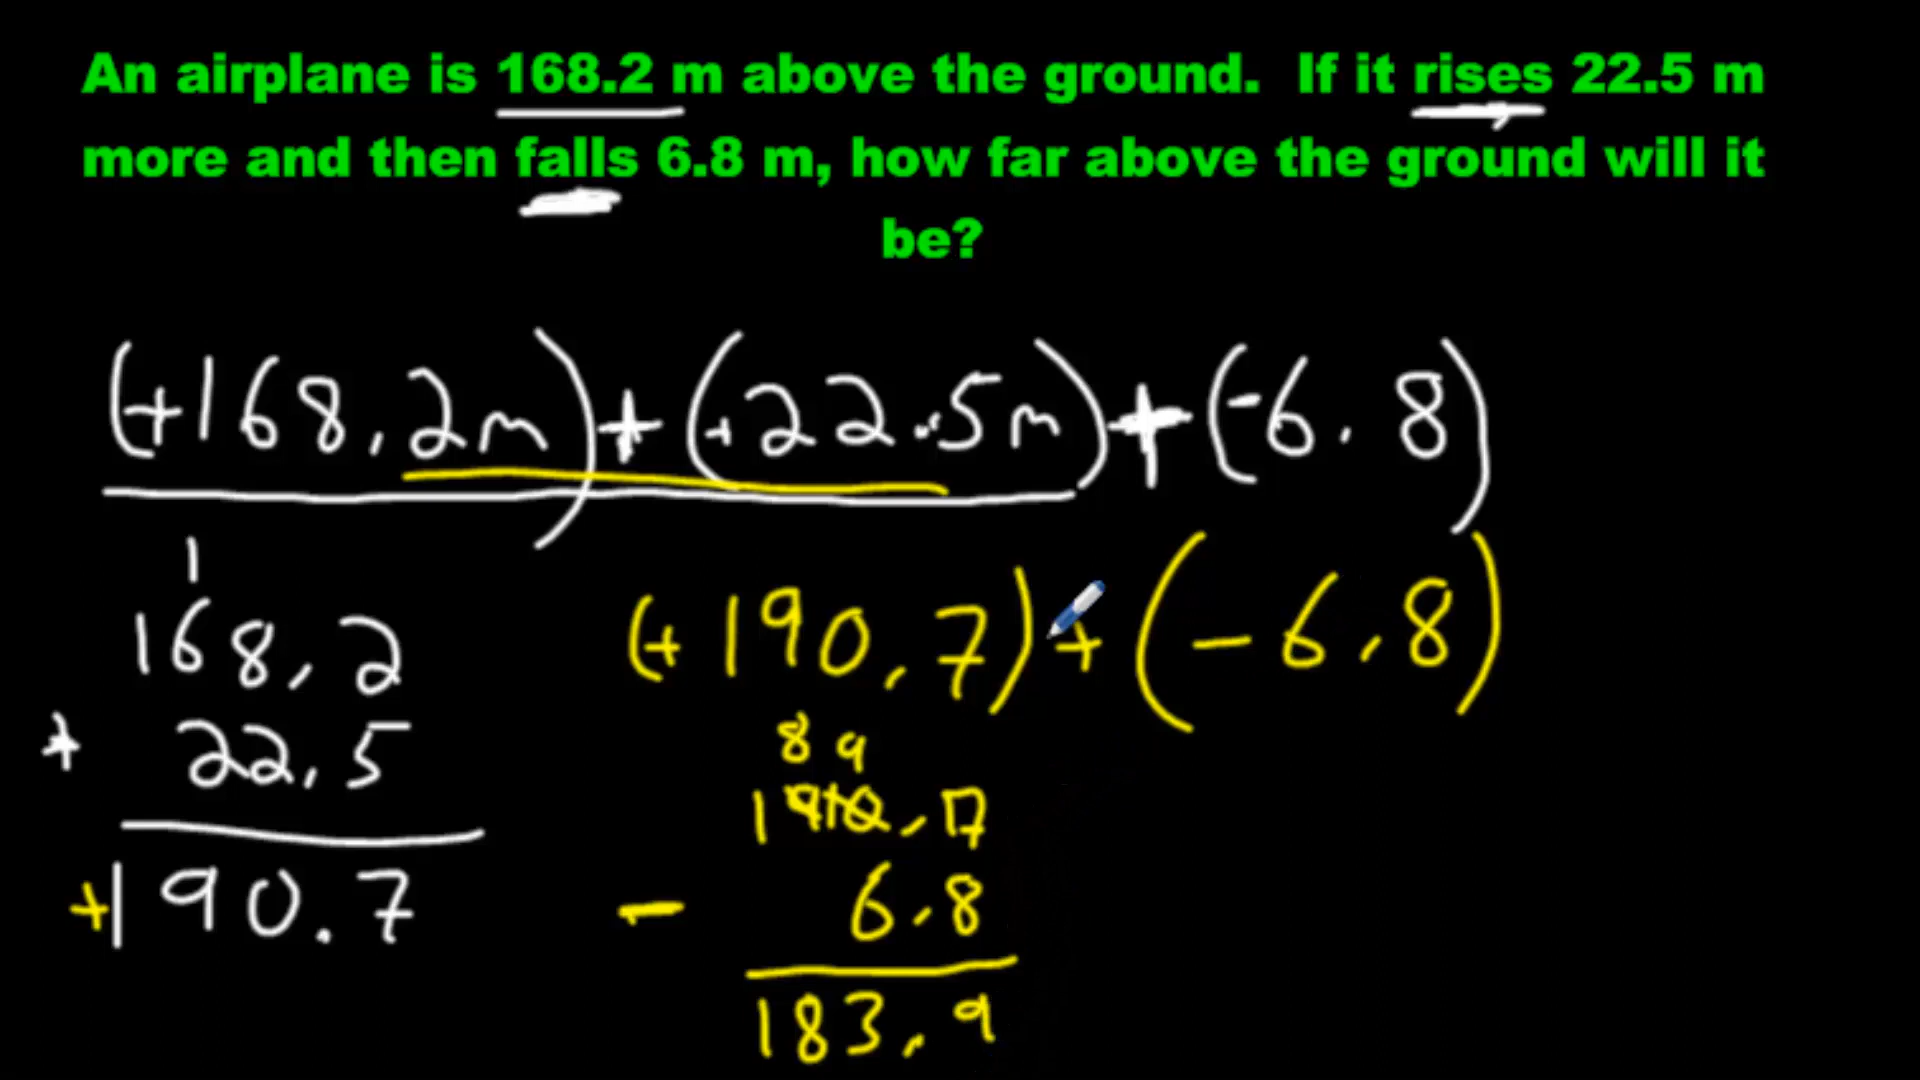 An airplane is 168.2 m above the ground. If it rises 22.5 m
more and then falls 6.8 m, how far above the ground will it
be?
(+168.2m)+(+22.5m)+(-6.8)
1
168.2
+ 22.5
+190.7
(+190.7)+(-6.8)
8 9
1910.17
- 6.8
183.9